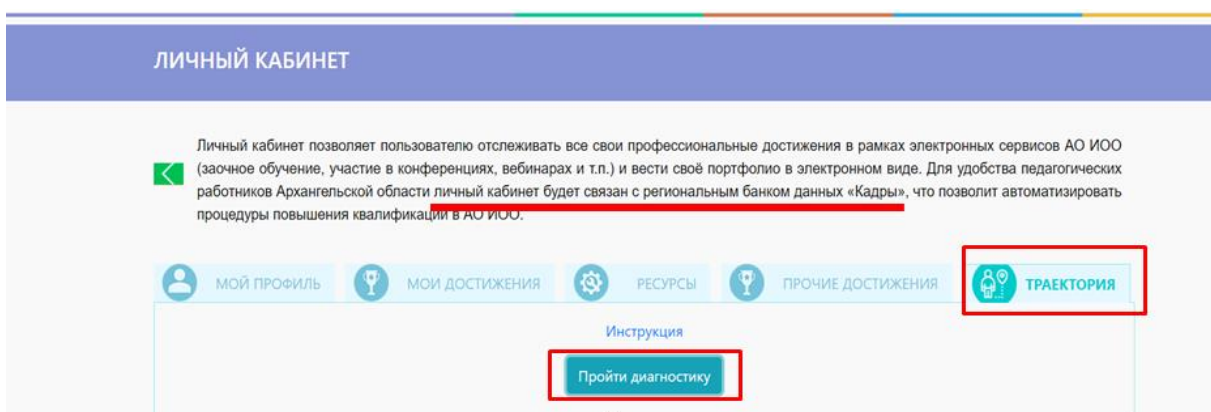 ЛИЧНЫЙ КАБИНЕТ
Личный кабинет позволяет пользователю отслеживать все свои профессиональные достижения в рамках электронных сервисов АО ИОО
(заочное обучение, участие в конференциях, вебинарах и т.п.) и вести своё портфолио в электронном виде. Для удобства педагогических
работников Архангельской области личный кабинет будет связан с региональным банком данных «Кадры», что позволит автоматизировать
процедуры повышения квалификации в АО ИОО.
МОЙ ПРОФИЛЬ МОИ ДОСТИЖЕНИЯ РЕСУРСЫ ПРОЧИЕ ДОСТИЖЕНИЯ ТРАЕКТОРИЯ
Инструкция
Пройти диагностику